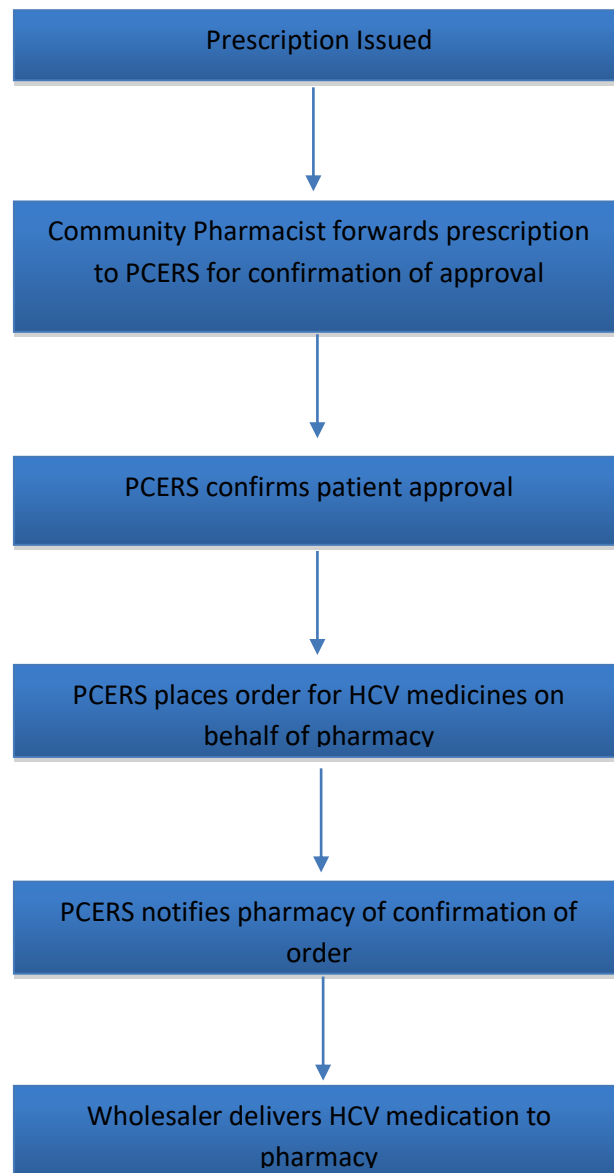 Prescription Issued
Community Pharmacist forwards prescription
to PCERS for confirmation of approval
PCERS confirms patient approval
PCERS places order for HCV medicines on
behalf of pharmacy
PCERS notifies pharmacy of confirmation of
order
Wholesaler delivers HCV medication to
pharmacy